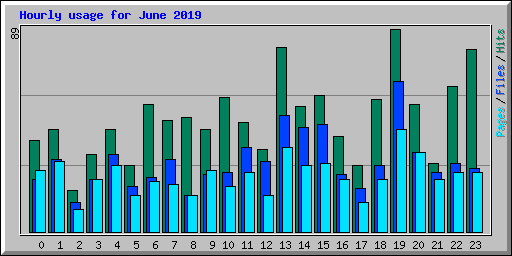 Hourly usage for June 2019
89
Pages / Files / Hits
0 1 2 3 4 5 6 7 8 9 10 11 12 13 14 15 16 17 18 19 20 21 22 23